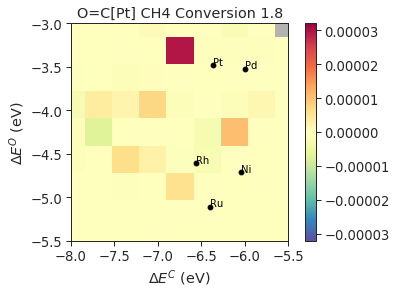 O=C[Pt] CH4 Conversion 1.8
−3.0
−3.5
−4.0
−4.5
−5.0
−5.5
ΔE^O (eV)
Pt
Pd
Rh
Ni
Ru
−8.0 −7.5 −7.0 −6.5 −6.0 −5.5
ΔE^C (eV)
0.00003
0.00002
0.00001
0.00000
−0.00001
−0.00002
−0.00003